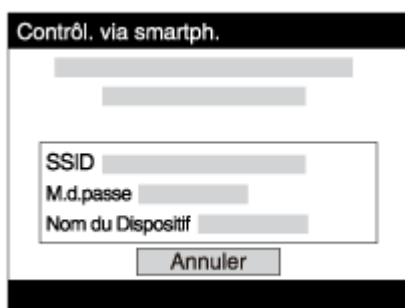 Contrôl. via smartph.
SSID
M.d.passe
Nom du Dispositif
Annuler